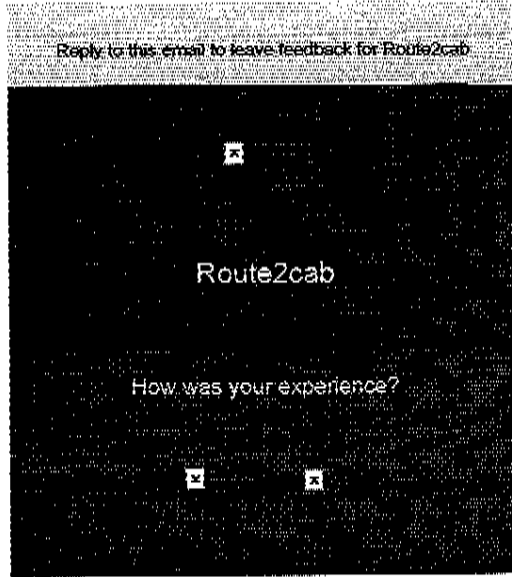 Reply to this email to leave feedback for Route2cab
Route2cab
How was your experience?